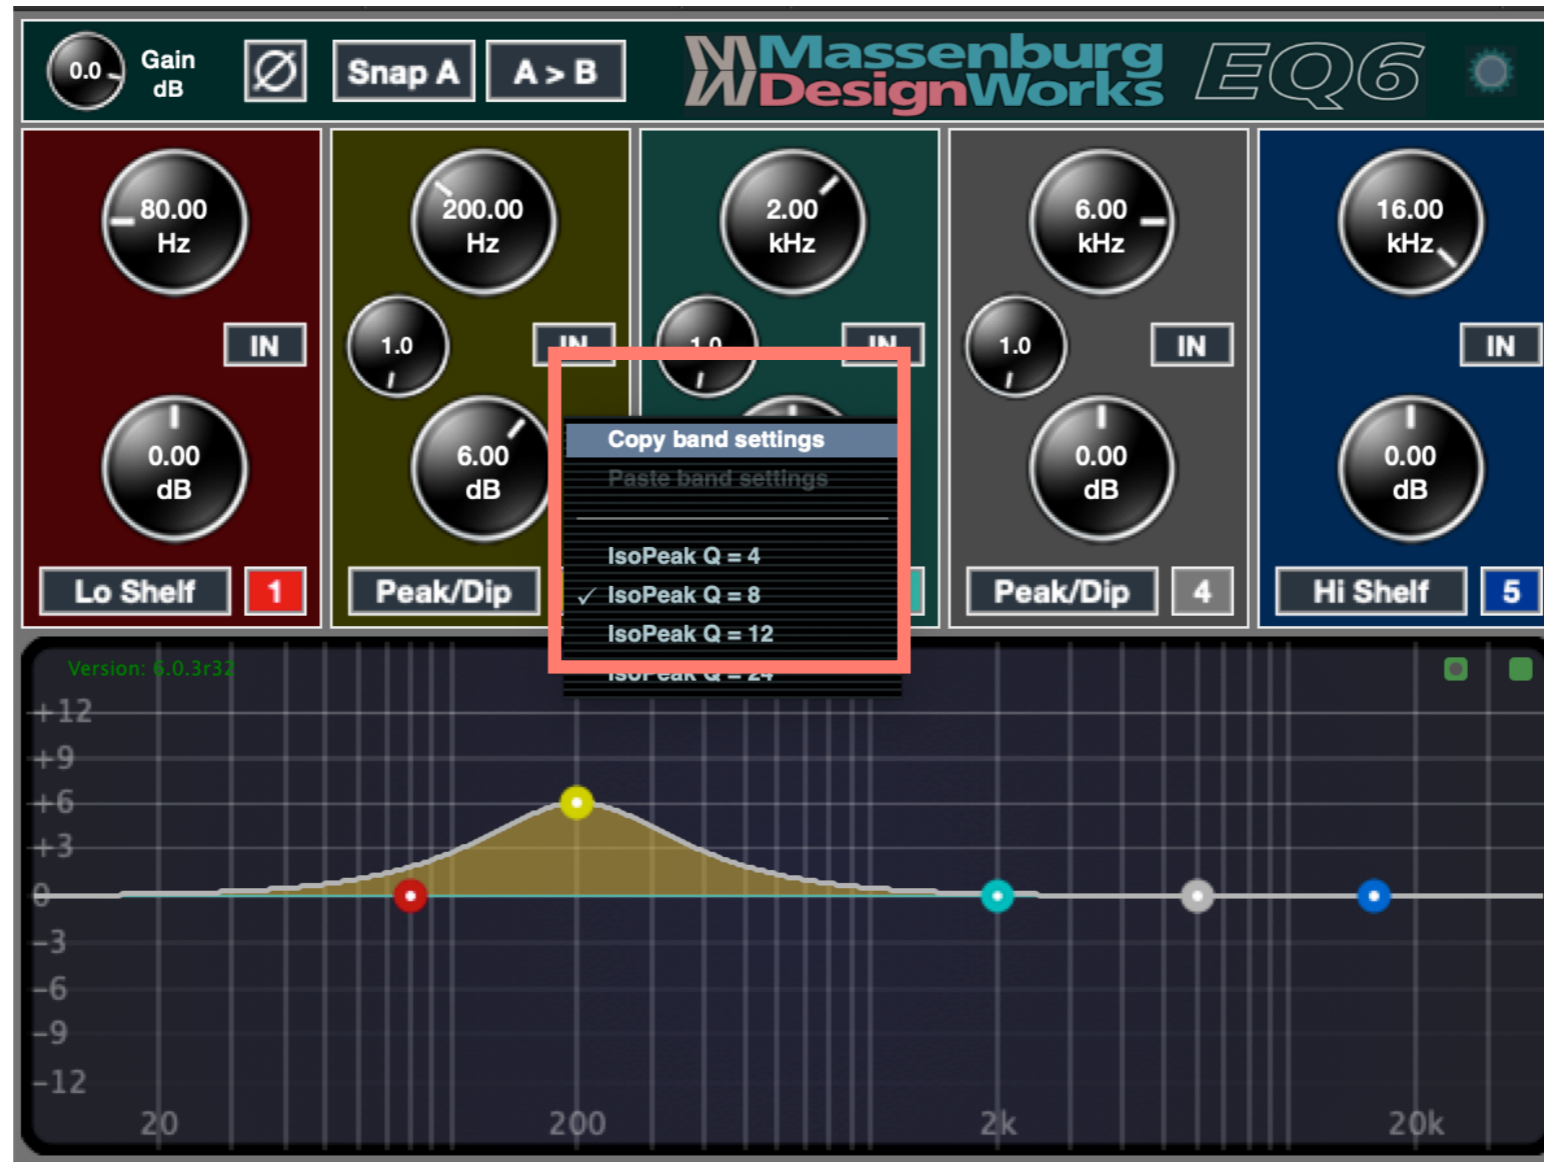 0.0
Gain
dB
Ø
Snap A
A > B
Massenburg
DesignWorks
EQ6
80.00
Hz
IN
0.00
dB
Lo Shelf
1
200.00
Hz
1.0
IN
6.00
dB
Peak/Dip
2.00
kHz
1.0
IN
Copy band settings
Paste band settings
IsoPeak Q = 4
✓ IsoPeak Q = 8
IsoPeak Q = 12
IsoPeak Q = 24
6.00
kHz
1.0
IN
0.00
dB
Peak/Dip
4
16.00
kHz
IN
0.00
dB
Hi Shelf
5
Version: 6.0.3r32
+12
+9
+6
+3
0
-3
-6
-9
-12
20
200
2k
20k